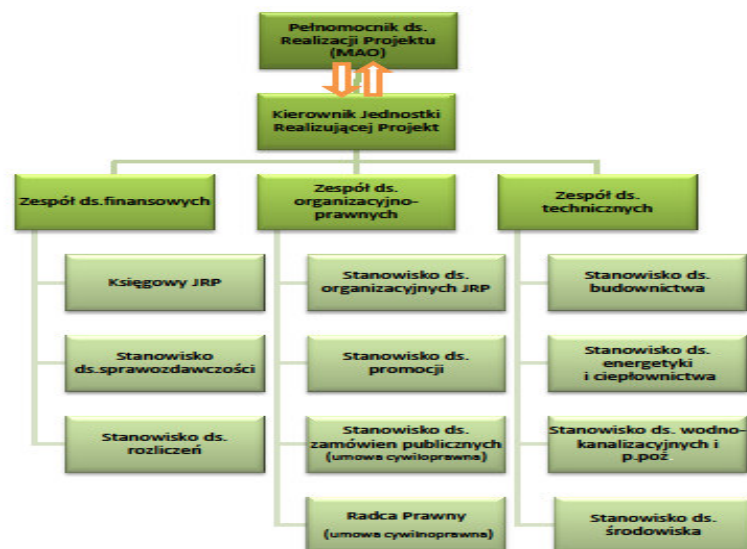 Pełnomocnik ds.
Realizacji Projektu
(MAO)
Kierownik Jednostki
Realizującej Projekt
Zespół ds.finansowych
Księgowy JRP
Stanowisko
ds.sprawozdawczości
Stanowisko ds.
rozliczeń
Zespół ds.
organizacyjno-
prawnych
Stanowisko ds.
organizacyjnych JRP
Stanowisko ds.
promocji
Stanowisko ds.
zamówien publicznych
(umowa cywiloprawna)
Radca Prawny
(umowa cywilnoprawna)
Zespół ds.
technicznych
Stanowisko ds.
budownictwa
Stanowisko ds.
energetyki
i ciepłownictwa
Stanowisko ds. wodno-
kanalizacyjnych i
p.poż.
Stanowisko ds.
środowiska